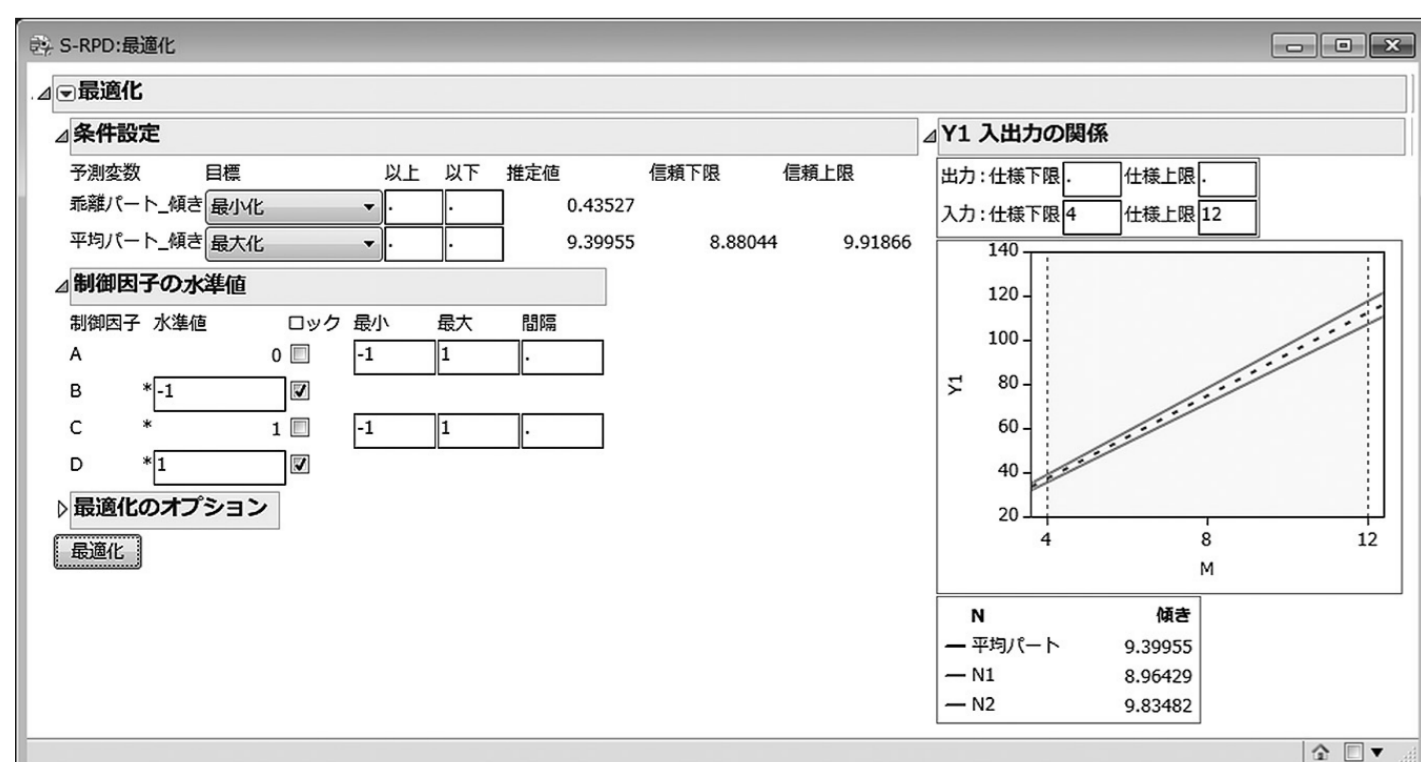 S-RPD:最適化
最適化
条件設定
予測変数 目標 以上 以下 推定値 信頼下限 信頼上限
乖離パート_傾き 最小化 . . 0.43527
平均パート_傾き 最大化 . . 9.39955 8.88044 9.91866
制御因子の水準値
制御因子 水準値 ロック 最小 最大 間隔
A 0 -1 1 .
B *-1
C * 1 -1 1 .
D *1
最適化のオプション
最適化
Y1 入出力の関係
出力:仕様下限 . 仕様上限 .
入力:仕様下限 4 仕様上限 12
140
120
100
80
60
40
20
Y1
4 8 12
M
N 傾き
平均パート 9.39955
N1 8.96429
N2 9.83482